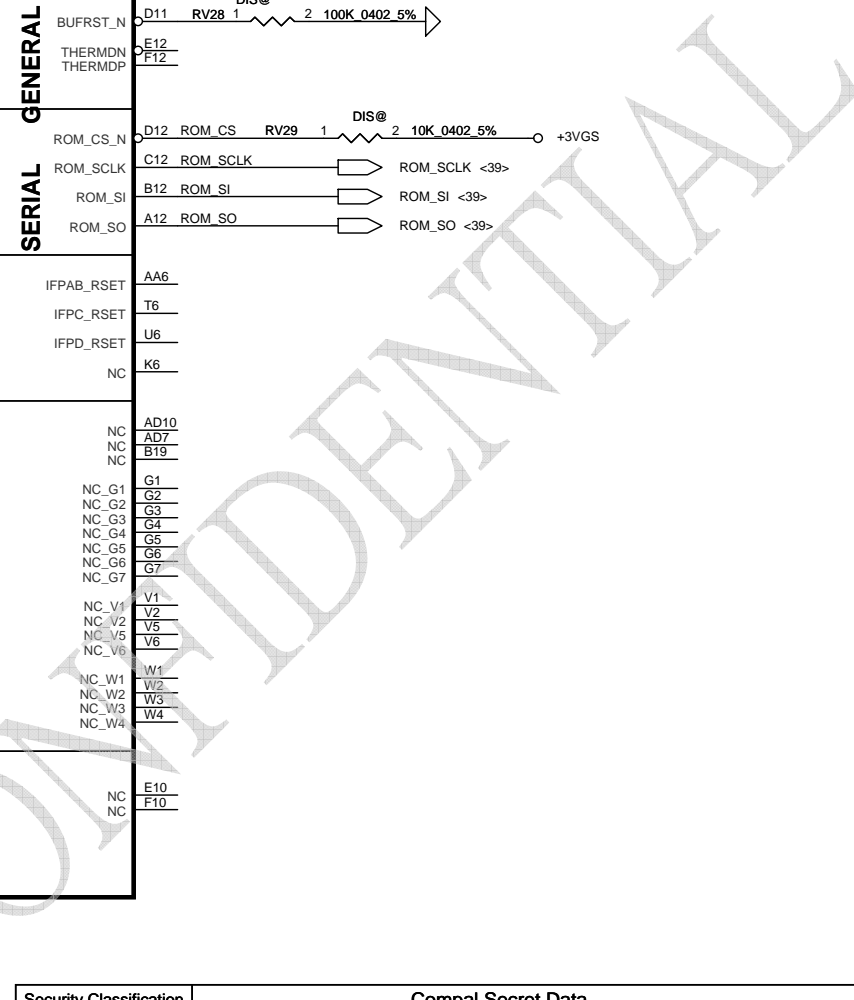 DIS@
GENERAL
BUFRST_N D11 RV28 1 2 100K_0402_5%
THERMDN E12
THERMDP F12
SERIAL
DIS@
ROM_CS_N D12 ROM_CS RV29 1 2 10K_0402_5% +3VGS
ROM_SCLK C12 ROM_SCLK ROM_SCLK <39>
ROM_SI B12 ROM_SI ROM_SI <39>
ROM_SO A12 ROM_SO ROM_SO <39>
IFPAB_RSET AA6
IFPC_RSET T6
IFPD_RSET U6
NC K6
NC AD10
NC AD7
NC B19
NC_G1 G1
NC_G2 G2
NC_G3 G3
NC_G4 G4
NC_G5 G5
NC_G6 G6
NC_G7 G7
NC_V1 V1
NC_V2 V2
NC_V5 V5
NC_V6 V6
NC_W1 W1
NC_W2 W2
NC_W3 W3
NC_W4 W4
NC E10
NC F10
ONFIDENTIAL
Security Classification Compal Secret Data